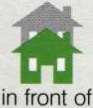 in front of